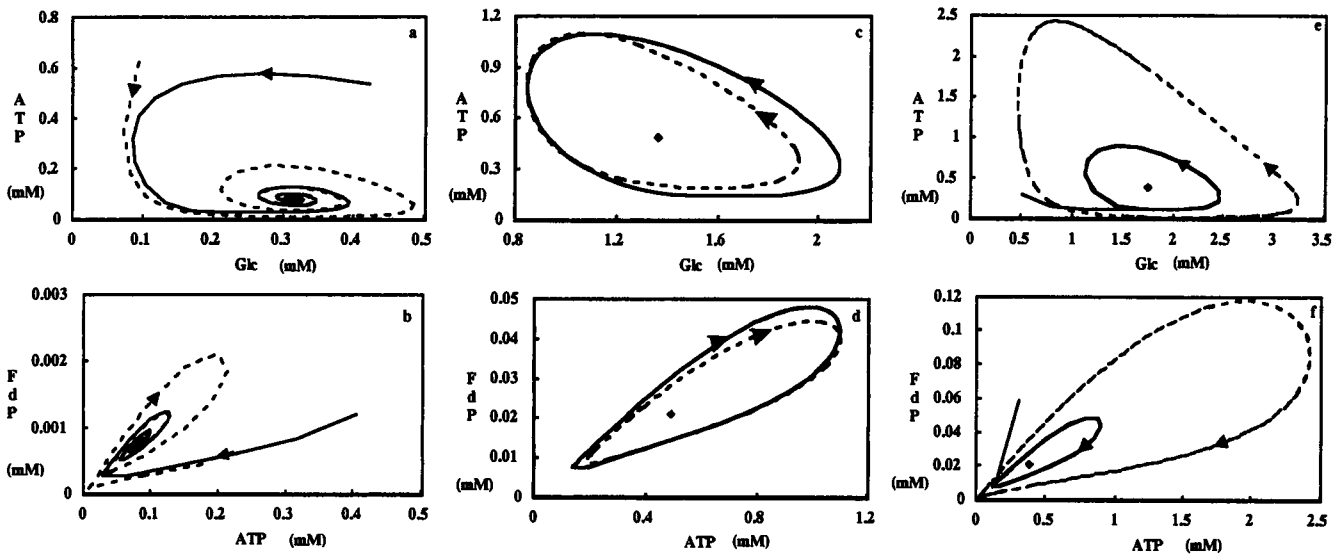 a
0.8
0.6
0.4
0.2
0
A
T
P
(mM)
0 0.1 0.2 0.3 0.4 0.5
Glc (mM)
c
1.2
0.9
0.6
0.3
0
A
T
P
(mM)
0.8 1.2 1.6 2
Glc (mM)
e
2.5
2
1.5
1
0.5
0
A
T
P
(mM)
0 0.5 1 1.5 2 2.5 3 3.5
Glc (mM)
b
0.003
0.002
0.001
0
F
d
P
(mM)
0 0.1 0.2 0.3 0.4 0.5
ATP (mM)
d
0.05
0.04
0.03
0.02
0.01
0.00
F
d
P
(mM)
0 0.4 0.8 1.2
ATP (mM)
f
0.12
0.1
0.08
0.06
0.04
0.02
0
F
d
P
(mM)
0 0.5 1 1.5 2 2.5
ATP (mM)